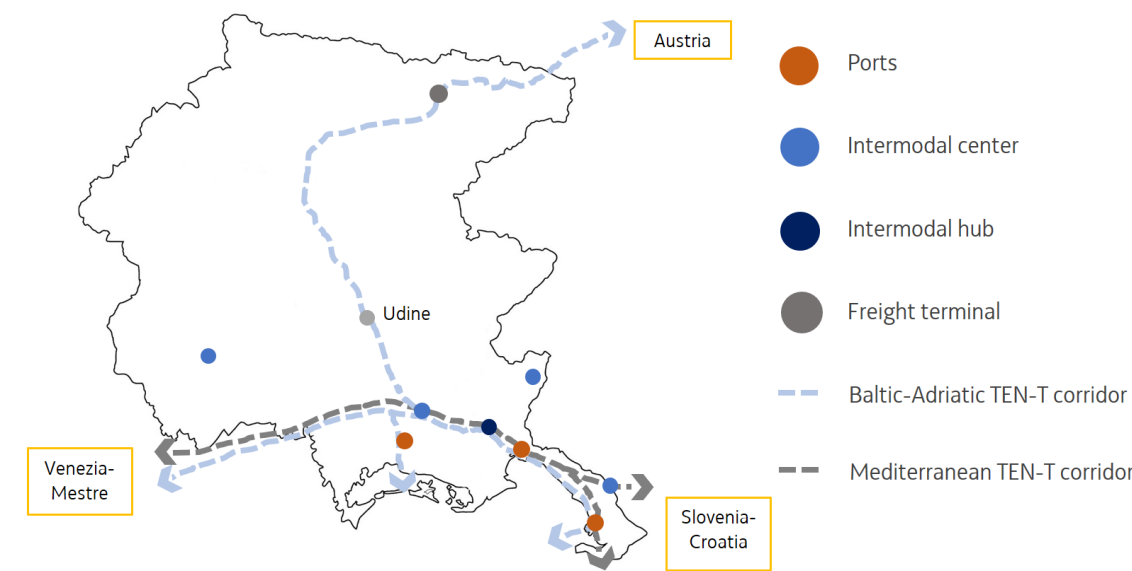 Austria
Udine
Venezia-
Mestre
Slovenia-
Croatia
Ports
Intermodal center
Intermodal hub
Freight terminal
Baltic-Adriatic TEN-T corridor
Mediterranean TEN-T corridor